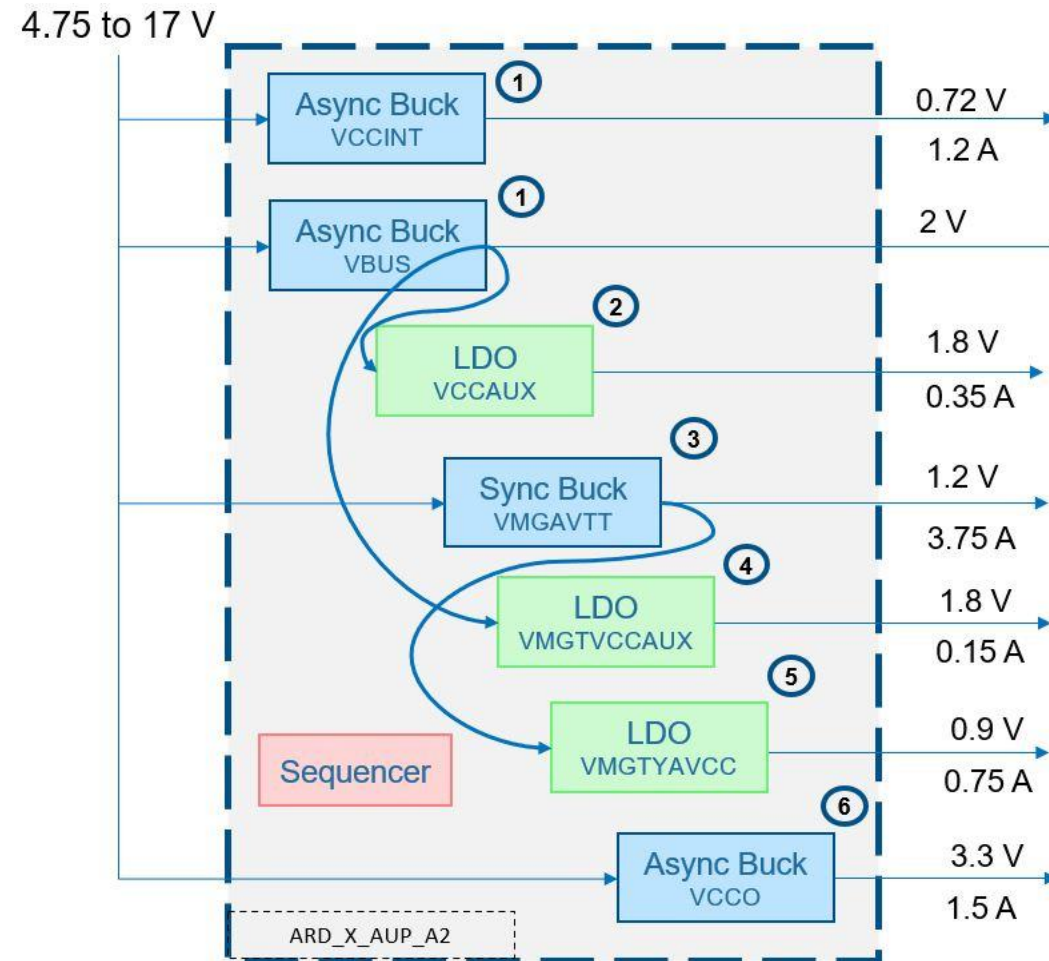 4.75 to 17 V
1
Async Buck
VCCINT
0.72 V
1.2 A
1
Async Buck
VBUS
2 V
2
LDO
VCCAUX
1.8 V
0.35 A
3
Sync Buck
VMGAVTT
1.2 V
3.75 A
4
LDO
VMGTVCCAUX
1.8 V
0.15 A
5
LDO
VMGTYAVCC
0.9 V
0.75 A
Sequencer
6
Async Buck
VCCO
3.3 V
1.5 A
ARD_X_AUP_A2